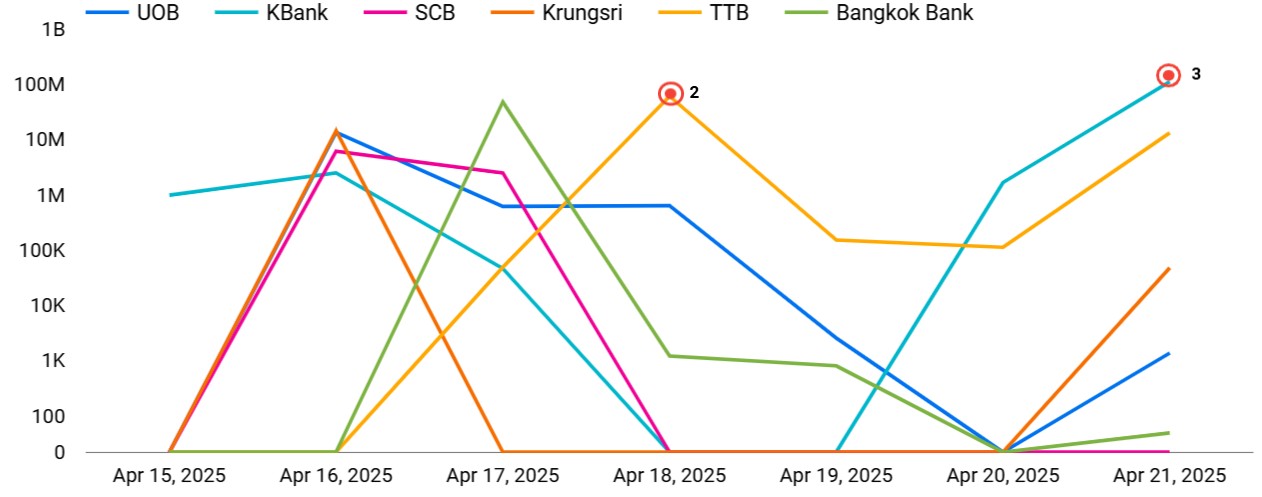 UOB KBank SCB Krungsri TTB Bangkok Bank
1B
100M
10M
1M
100K
10K
1K
100
0
2
3
Apr 15, 2025 Apr 16, 2025 Apr 17, 2025 Apr 18, 2025 Apr 19, 2025 Apr 20, 2025 Apr 21, 2025